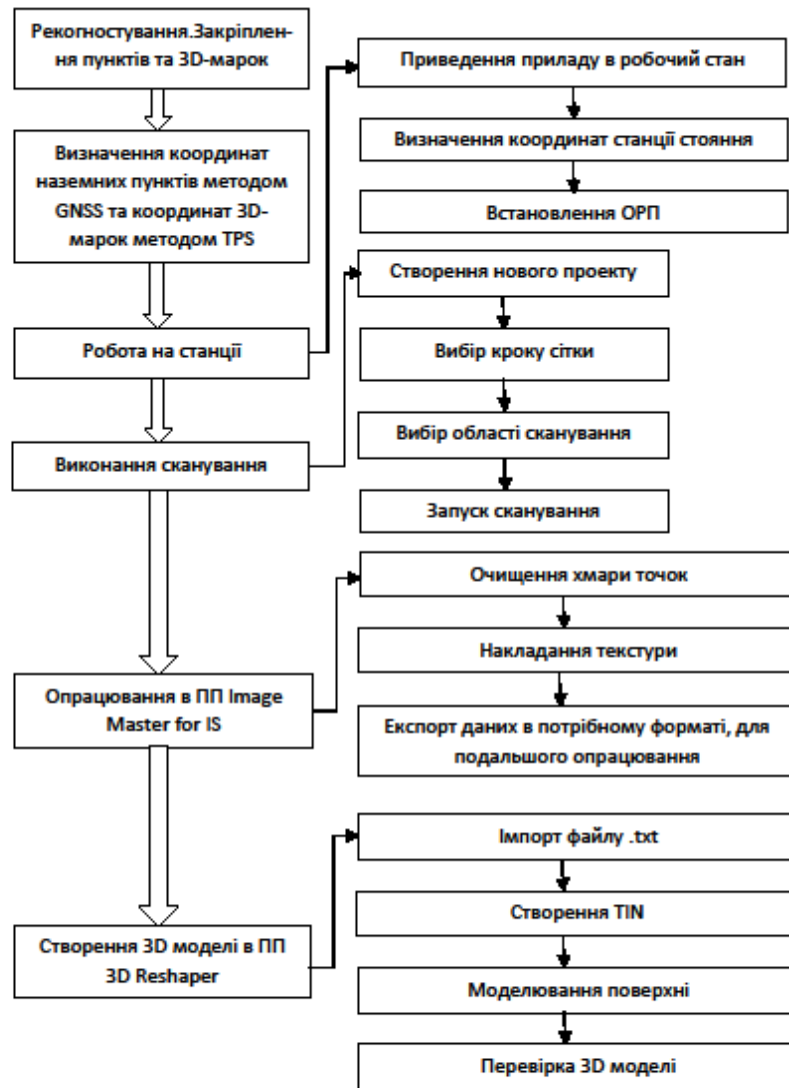 Рекогностування.Закріплен-
ня пунктів та 3D-марок
Визначення координат
наземних пунктів методом
GNSS та координат 3D-
марок методом TPS
Робота на станції
Виконання сканування
Опрацювання в ПП Image
Master for IS
Створення 3D моделі в ПП
3D Reshaper
Приведення приладу в робочий стан
Визначення координат станції стояння
Встановлення ОРП
Створення нового проекту
Вибір кроку сітки
Вибір області сканування
Запуск сканування
Очищення хмари точок
Накладання текстури
Експорт даних в потрібному форматі, для
подальшого опрацювання
Імпорт файлу .txt
Створення TIN
Моделювання поверхні
Перевірка 3D моделі